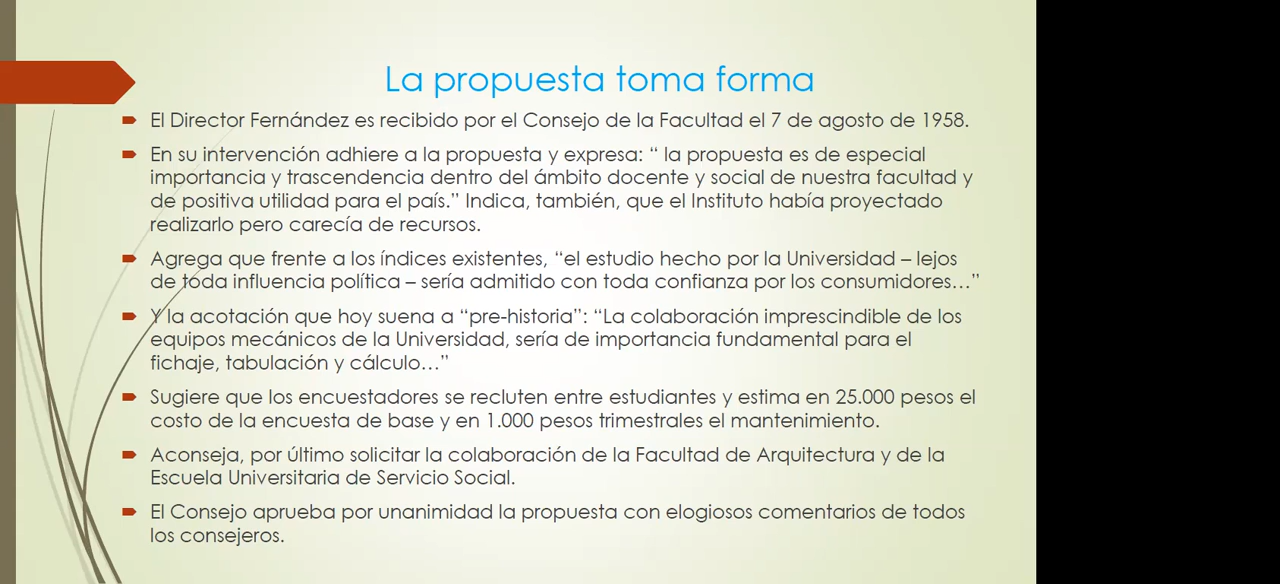 La propuesta toma forma
El Director Fernández es recibido por el Consejo de la Facultad el 7 de agosto de 1958.
En su intervención adhiere a la propuesta y expresa: “ la propuesta es de especial
importancia y trascendencia dentro del ámbito docente y social de nuestra facultad y
de positiva utilidad para el país.” Indica, también, que el Instituto había proyectado
realizarlo pero carecía de recursos.
Agrega que frente a los índices existentes, “el estudio hecho por la Universidad – lejos
de toda influencia política – sería admitido con toda confianza por los consumidores…”
Y la acotación que hoy suena a “pre-historia”: “La colaboración imprescindible de los
equipos mecánicos de la Universidad, sería de importancia fundamental para el
fichaje, tabulación y cálculo…”
Sugiere que los encuestadores se recluten entre estudiantes y estima en 25.000 pesos el
costo de la encuesta de base y en 1.000 pesos trimestrales el mantenimiento.
Aconseja, por último solicitar la colaboración de la Facultad de Arquitectura y de la
Escuela Universitaria de Servicio Social.
El Consejo aprueba por unanimidad la propuesta con elogiosos comentarios de todos
los consejeros.